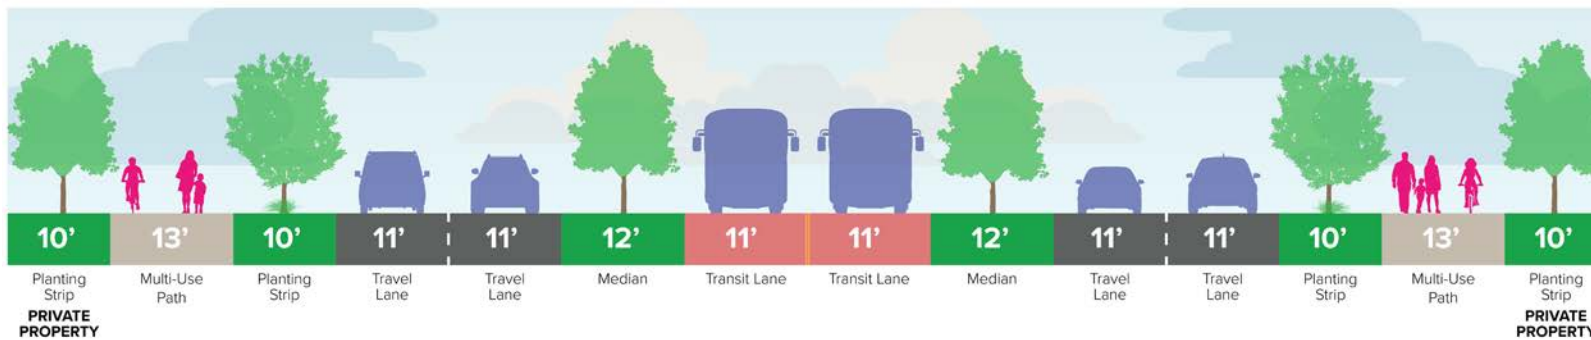 10’ 13’ 10’ 11’ 11’ 12’ 11’ 11’ 12’ 11’ 11’ 10’ 13’ 10’
Planting Multi-Use Planting Travel Travel Median Transit Lane Transit Lane Median Travel Travel Planting Multi-Use Planting
Strip Path Strip Lane Lane Lane Lane Strip Path Strip
PRIVATE PRIVATE
PROPERTY PROPERTY